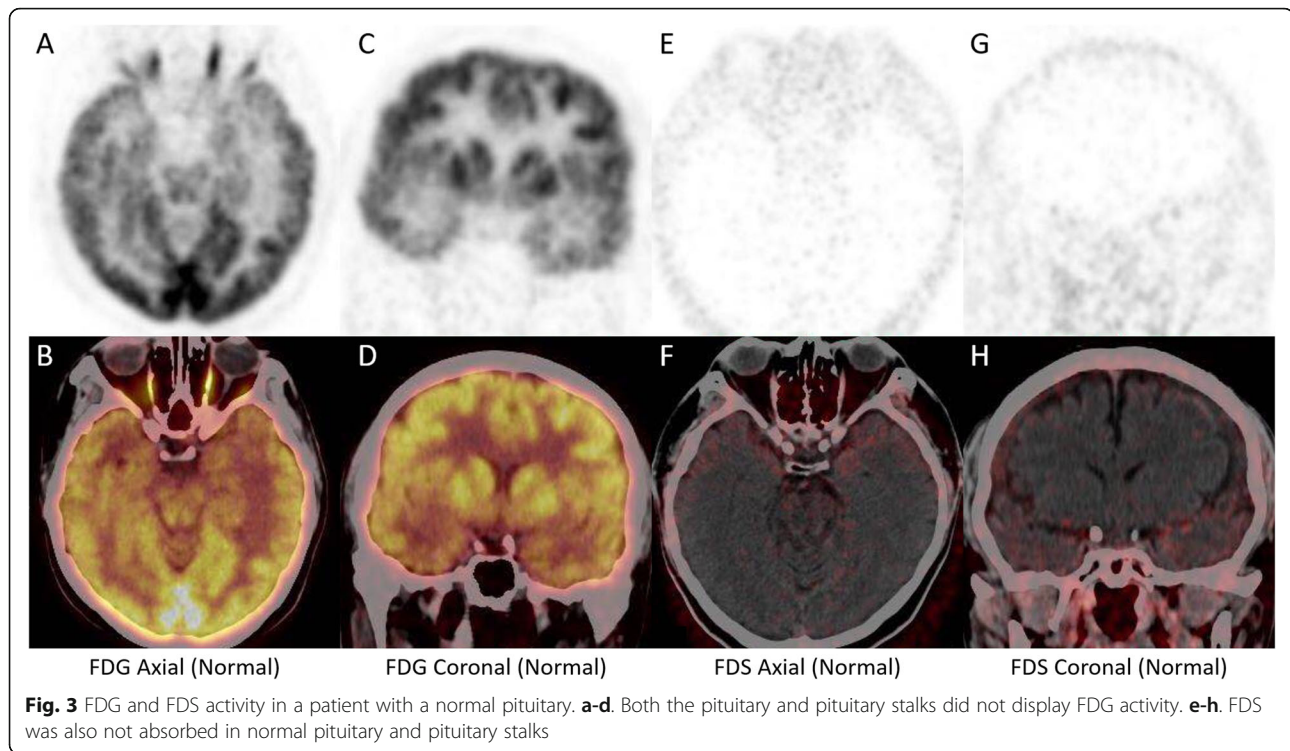 A
C
E
G
B
D
F
H
FDG Axial (Normal)
FDG Coronal (Normal)
FDS Axial (Normal)
FDS Coronal (Normal)
Fig. 3 FDG and FDS activity in a patient with a normal pituitary. a-d. Both the pituitary and pituitary stalks did not display FDG activity. e-h. FDS
was also not absorbed in normal pituitary and pituitary stalks